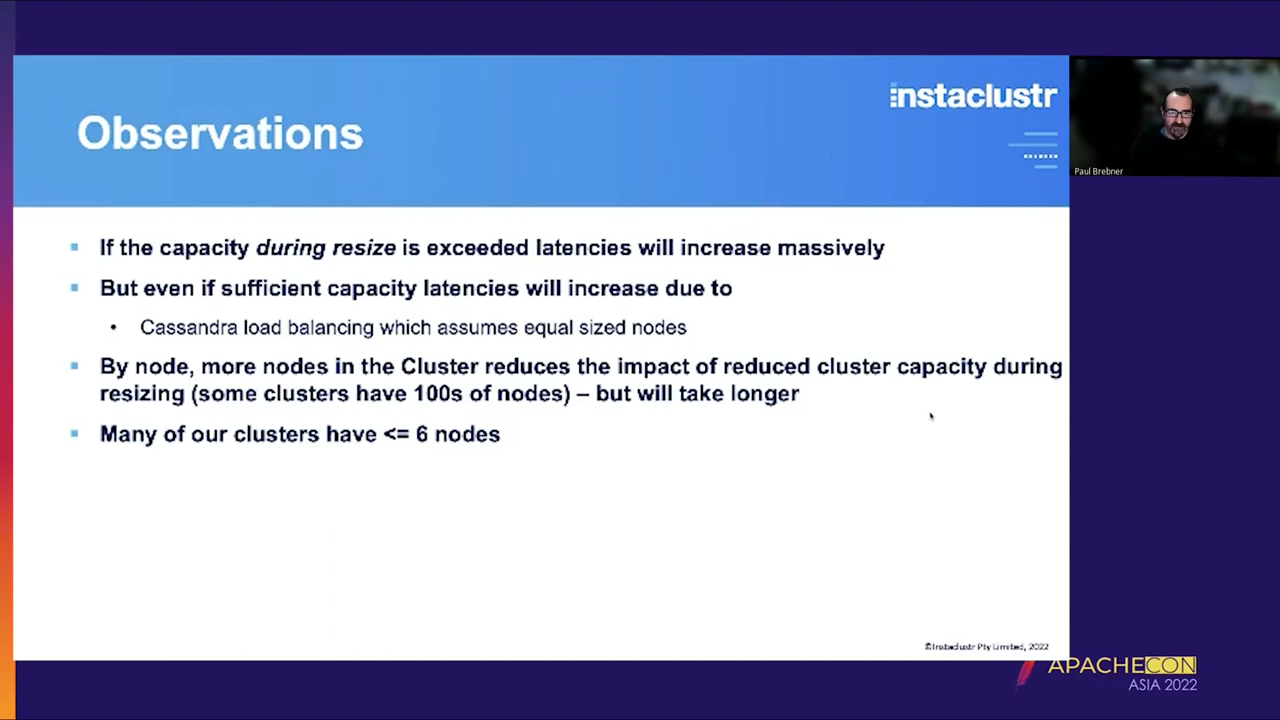 instaclustr
Observations
Paul Brebner
▪ If the capacity during resize is exceeded latencies will increase massively
▪ But even if sufficient capacity latencies will increase due to
• Cassandra load balancing which assumes equal sized nodes
▪ By node, more nodes in the Cluster reduces the impact of reduced cluster capacity during
resizing (some clusters have 100s of nodes) – but will take longer
▪ Many of our clusters have <= 6 nodes
©Instaclustr Pty Limited, 2022
APACHECON
ASIA 2022